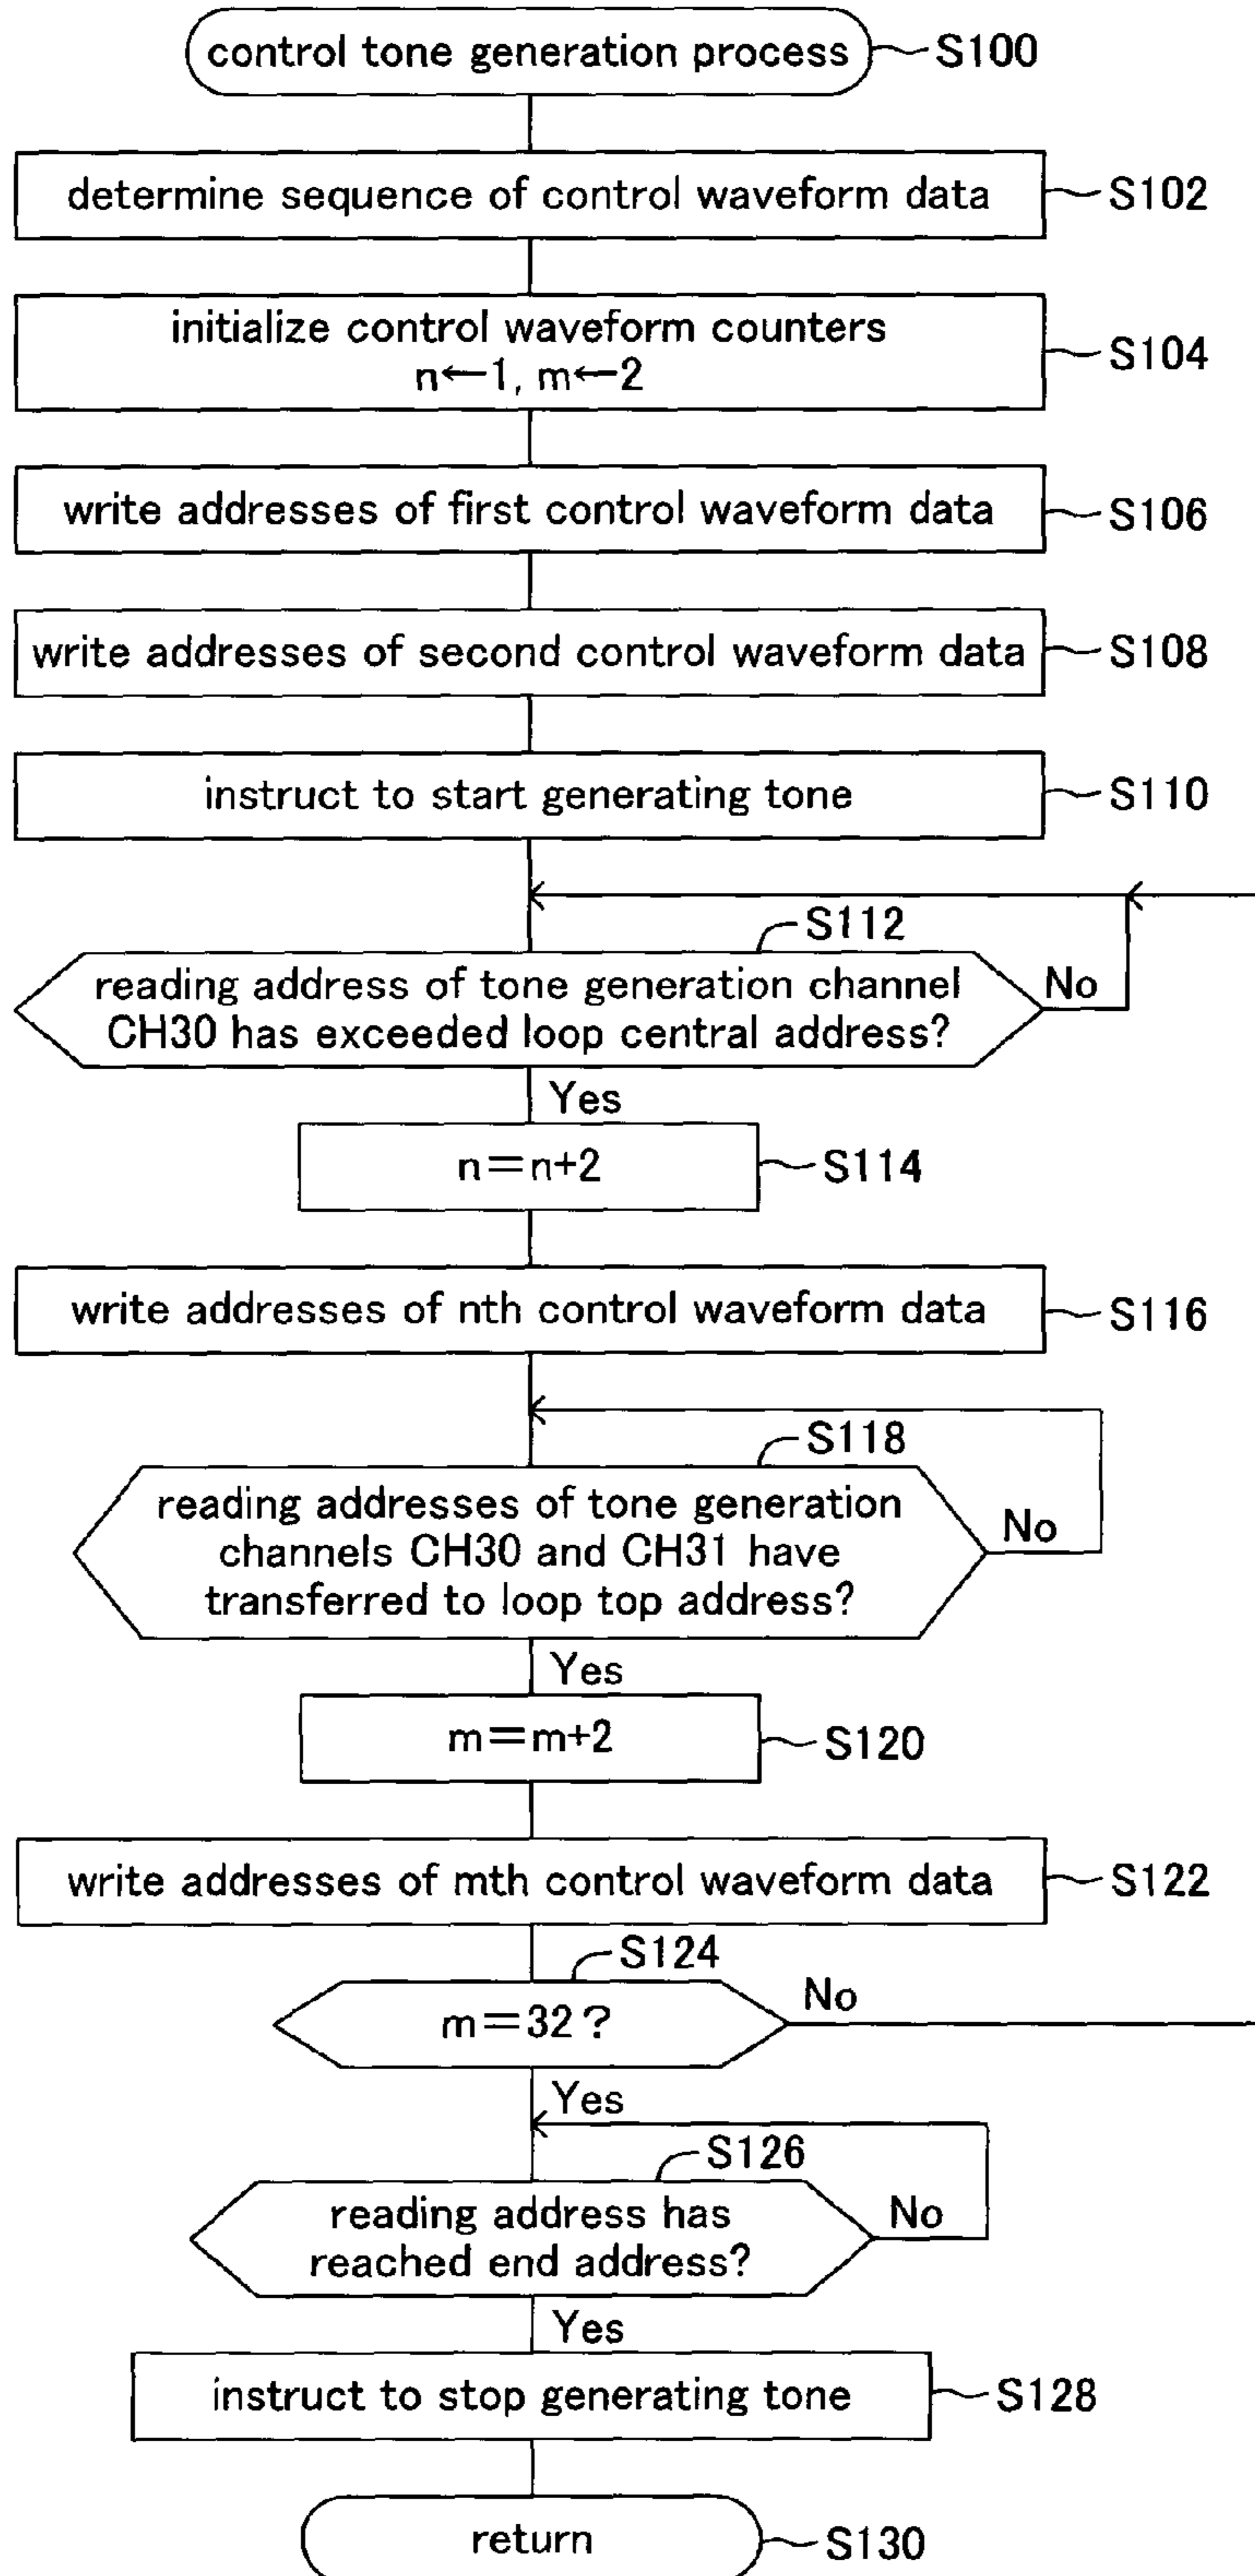 control tone generation process S100
determine sequence of control waveform data S102
initialize control waveform counters
n←1, m←2 S104
write addresses of first control waveform data S106
write addresses of second control waveform data S108
instruct to start generating tone S110
S112
reading address of tone generation channel No
CH30 has exceeded loop central address?
Yes
n=n+2 S114
write addresses of nth control waveform data S116
S118
reading addresses of tone generation
channels CH30 and CH31 have No
transferred to loop top address?
Yes
m=m+2 S120
write addresses of mth control waveform data S122
S124
m=32? No
Yes
S126
reading address has No
reached end address?
Yes
instruct to stop generating tone S128
return S130